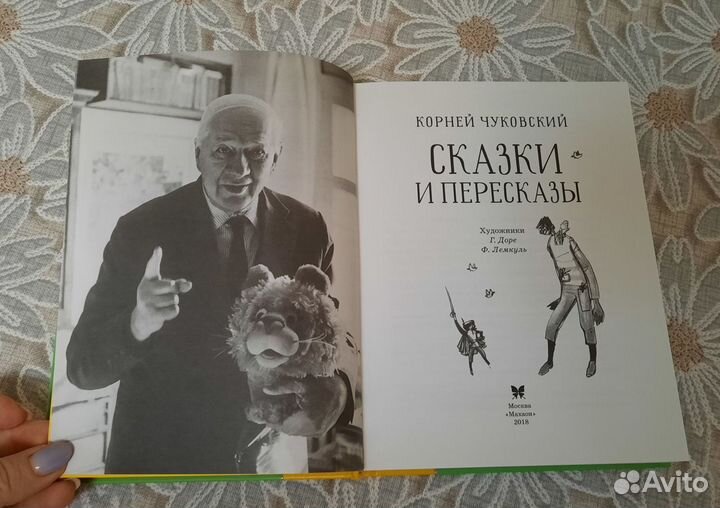 КОРНЕЙ ЧУКОВСКИЙ
СКАЗКИ
И ПЕРЕСКАЗЫ
Художники
Г. Доре
Ф. Лемкуль
Москва
«Махаон»
2018
Avito